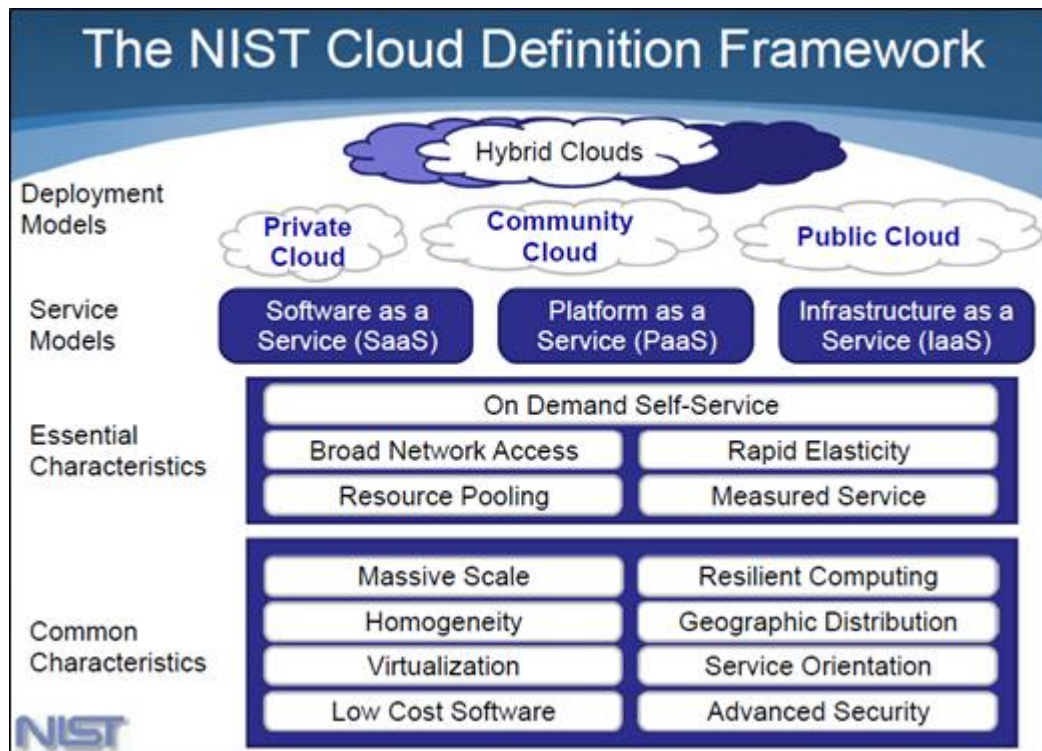 The NIST Cloud Definition Framework
Hybrid Clouds
Deployment
Models
Private
Cloud
Community
Cloud
Public Cloud
Service
Models
Software as a
Service (SaaS)
Platform as a
Service (PaaS)
Infrastructure as a
Service (IaaS)
Essential
Characteristics
On Demand Self-Service
Broad Network Access
Rapid Elasticity
Resource Pooling
Measured Service
Common
Characteristics
Massive Scale
Resilient Computing
Homogeneity
Geographic Distribution
Virtualization
Service Orientation
Low Cost Software
Advanced Security
NIST